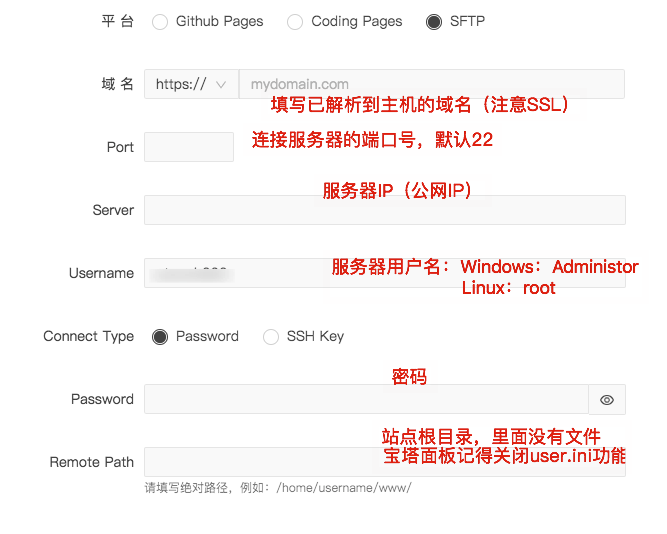 平 台 Github Pages Coding Pages SFTP
域 名 https:// mydomain.com
填写已解析到主机的域名（注意SSL）
Port 连接服务器的端口号，默认22
服务器IP（公网IP）
Server
Username 服务器用户名：Windows：Administor
Linux：root
Connect Type Password SSH Key
密码
Password
站点根目录，里面没有文件
Remote Path 宝塔面板记得关闭user.ini功能
请填写绝对路径，例如：/home/username/www/